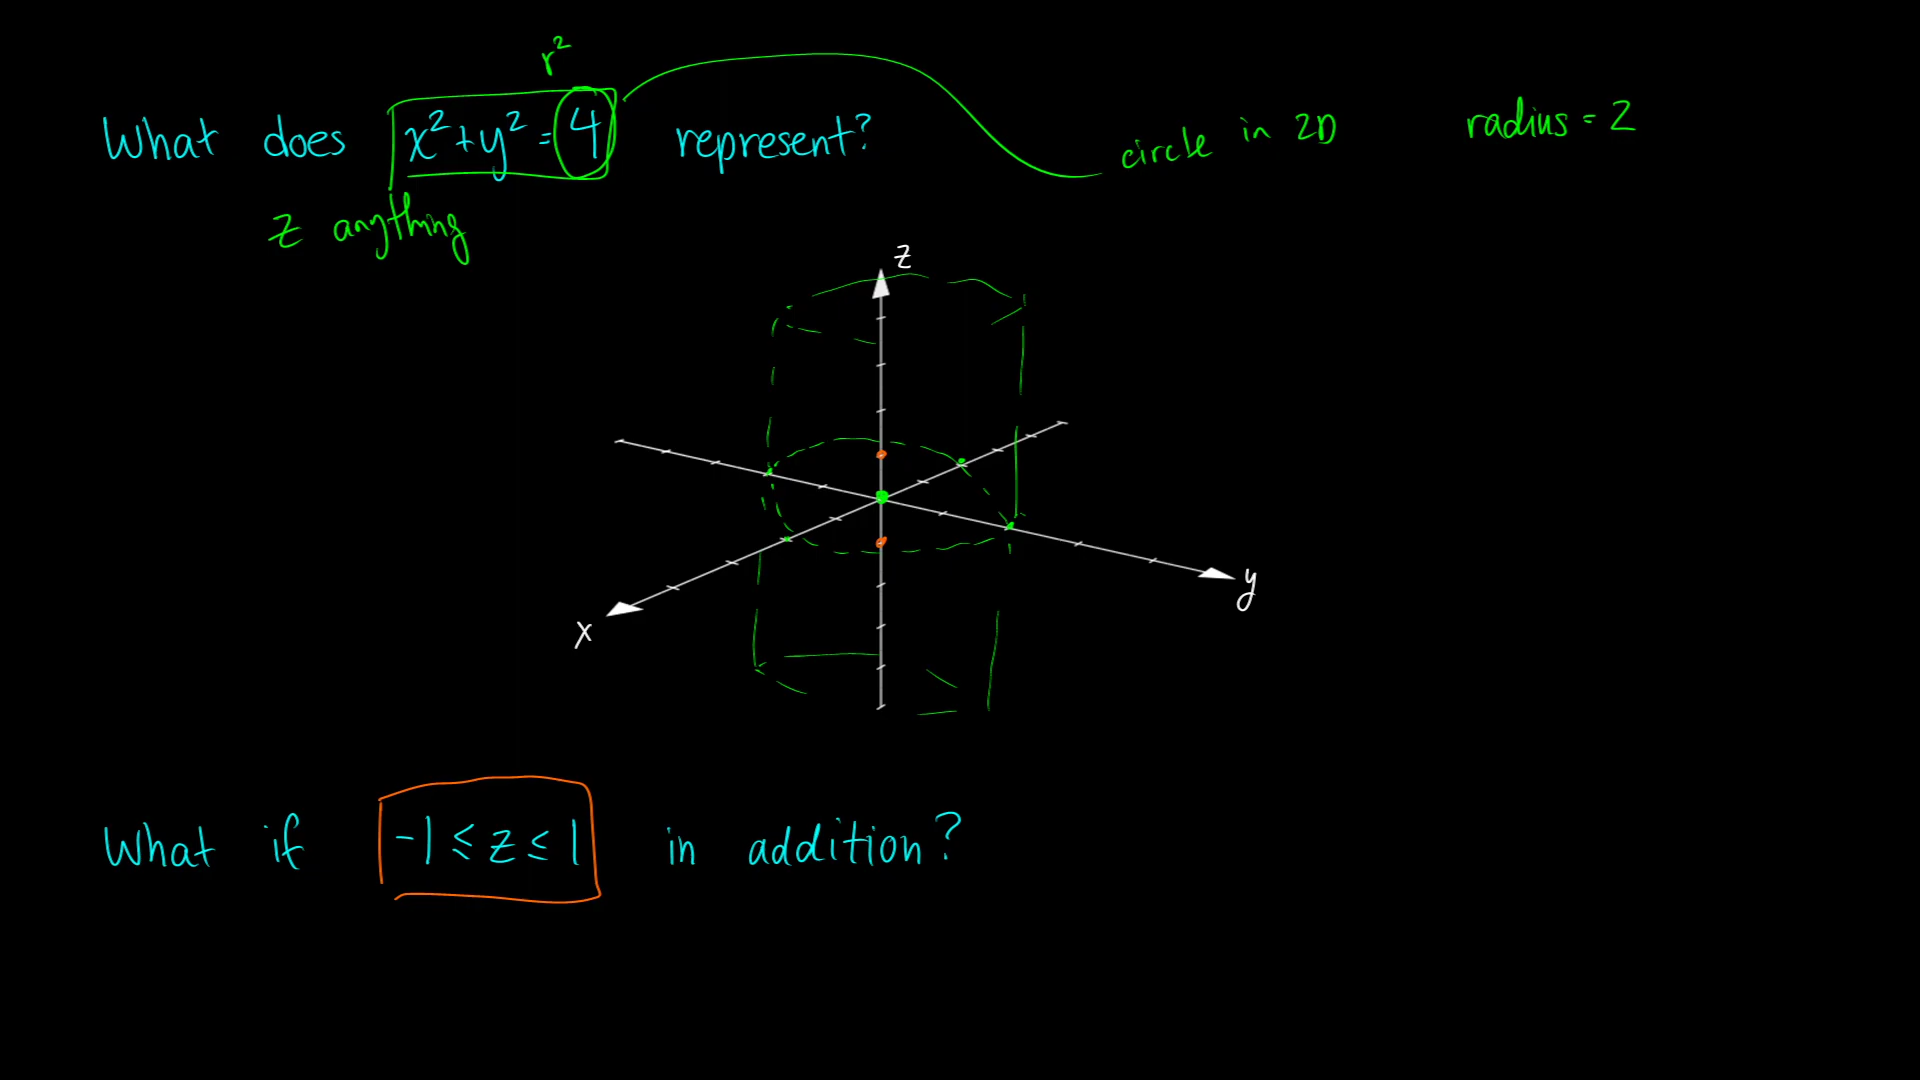 r²
What does x²+y²=4 represent?
circle in 2D
radius = 2
z anything
z
y
x
What if -1 ≤ z ≤ 1 in addition?